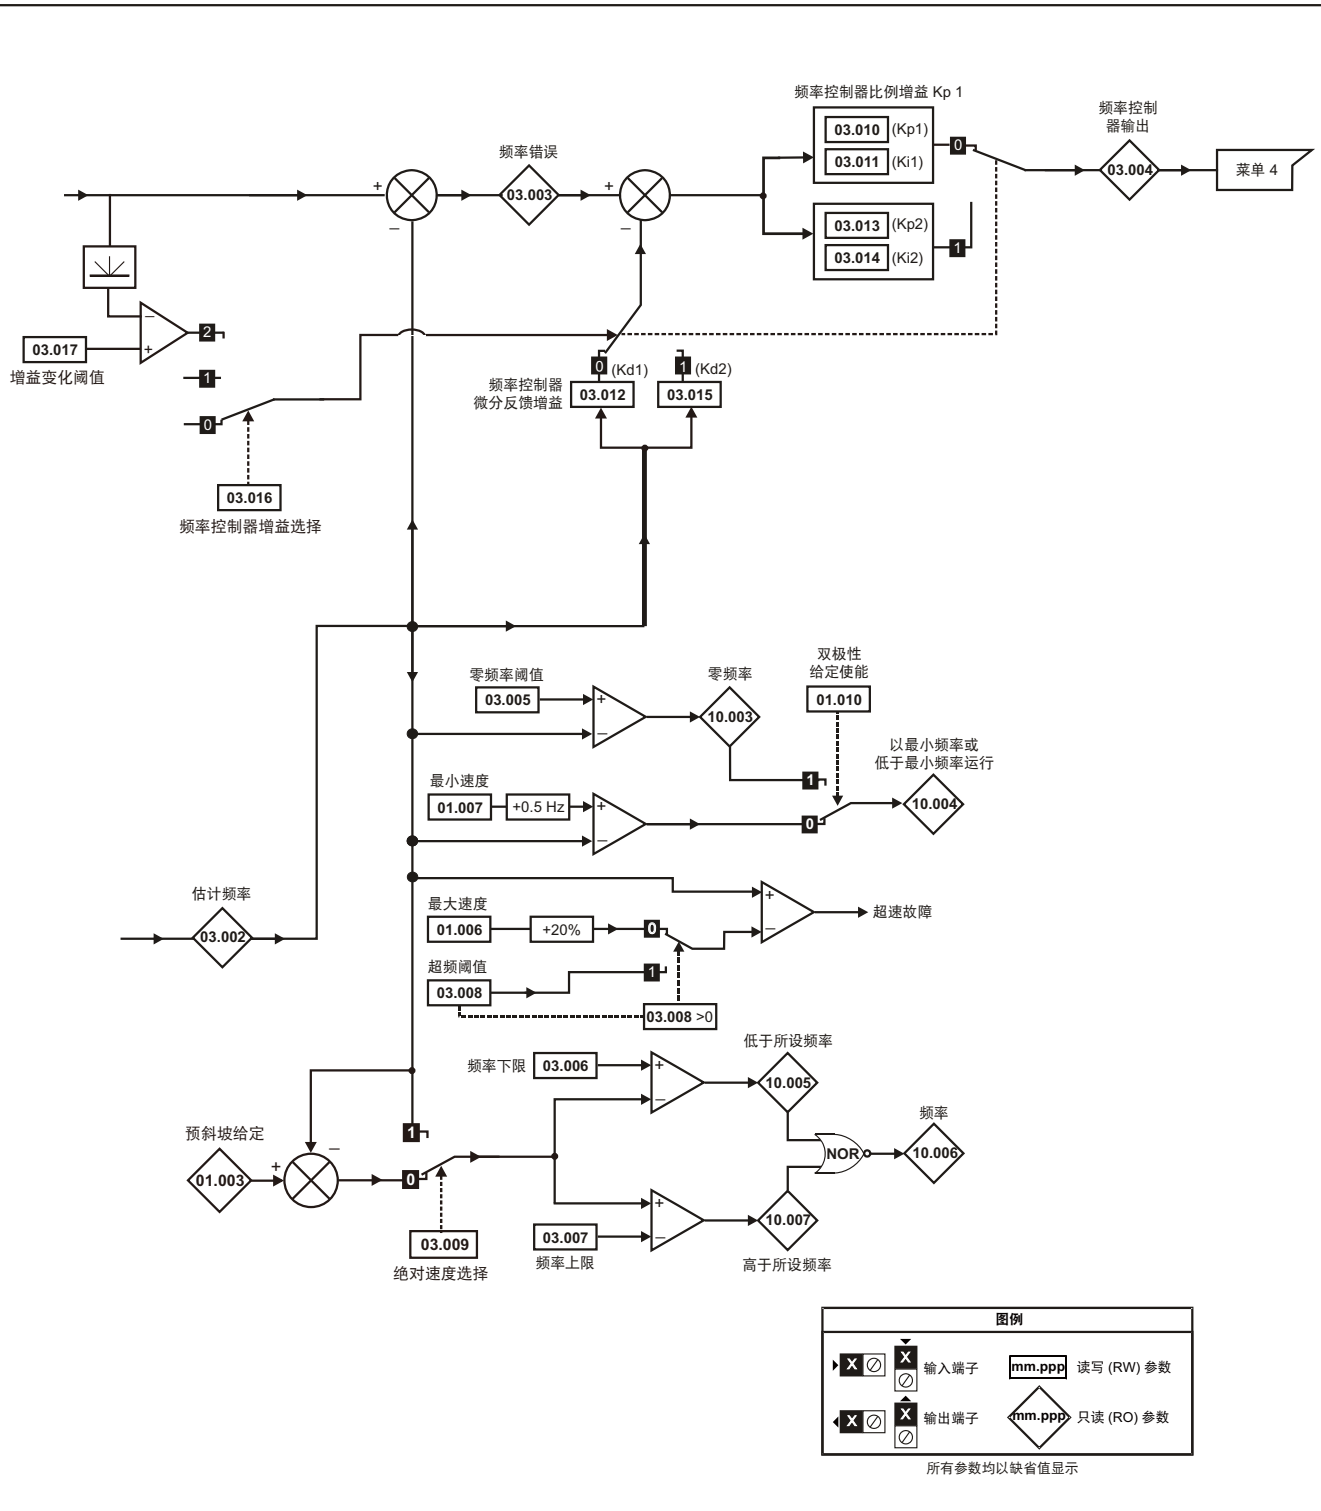 频率控制器比例增益 Kp 1
03.010 (Kp1)
03.011 (Ki1)
0
频率控制
器输出
03.004
菜单 4
频率错误
+
03.003
+
−
−
03.013 (Kp2)
03.014 (Ki2)
1
−
+
2
03.017
增益变化阈值
1
0
03.016
频率控制器增益选择
0 (Kd1)
1 (Kd2)
频率控制器
微分反馈增益
03.012
03.015
零频率阈值
03.005
+
−
零频率
10.003
双极性
给定使能
01.010
1
以最小频率或
低于最小频率运行
10.004
最小速度
01.007
+0.5 Hz
+
−
0
估计频率
03.002
最大速度
01.006
+20%
0
+
−
超速故障
超频阈值
03.008
1
03.008 >0
频率下限
03.006
+
−
低于所设频率
10.005
预斜坡给定
01.003
+
−
1
0
03.009
绝对速度选择
NOR
频率
10.006
+
−
03.007
频率上限
10.007
高于所设频率
图例
X
X
输入端子
mm.ppp
读写 (RW) 参数
X
X
输出端子
mm.ppp
只读 (RO) 参数
所有参数均以缺省值显示